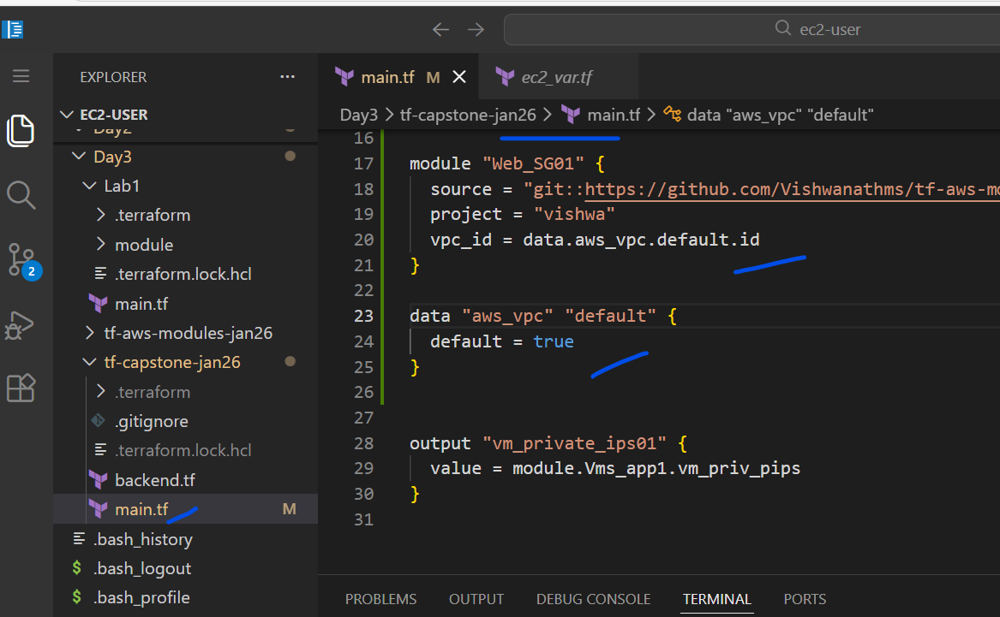 ec2-user
EXPLORER ...
EC2-USER
Day2
Day3
Lab1
.terraform
module
.terraform.lock.hcl
main.tf
tf-aws-modules-jan26
tf-capstone-jan26
.terraform
.gitignore
.terraform.lock.hcl
backend.tf
main.tf M
.bash_history
$ .bash_logout
$ .bash_profile
2
main.tf M
ec2_var.tf
Day3 > tf-capstone-jan26 > main.tf > data "aws_vpc" "default"
16
17 module "Web_SG01" {
18 source = "git::https://github.com/Vishwanathms/tf-aws-m
19 project = "vishwa"
20 vpc_id = data.aws_vpc.default.id
21 }
22
23 data "aws_vpc" "default" {
24 default = true
25 }
26
27
28 output "vm_private_ips01" {
29 value = module.Vms_app1.vm_priv_pips
30 }
31
PROBLEMS OUTPUT DEBUG CONSOLE TERMINAL PORTS